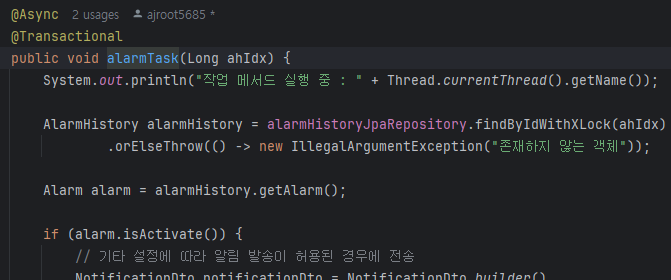 @Async 2 usages ajroot5685 *
@Transactional
public void alarmTask(Long ahIdx) {
System.out.println("작업 메서드 실행 중 : " + Thread.currentThread().getName());
AlarmHistory alarmHistory = alarmHistoryJpaRepository.findByIdWithXLock(ahIdx)
.orElseThrow(() -> new IllegalArgumentException("존재하지 않는 객체"));
Alarm alarm = alarmHistory.getAlarm();
if (alarm.isActivate()) {
// 기타 설정에 따라 알림 발송이 허용된 경우에 전송
NotificationDto notificationDto = NotificationDto.builder()